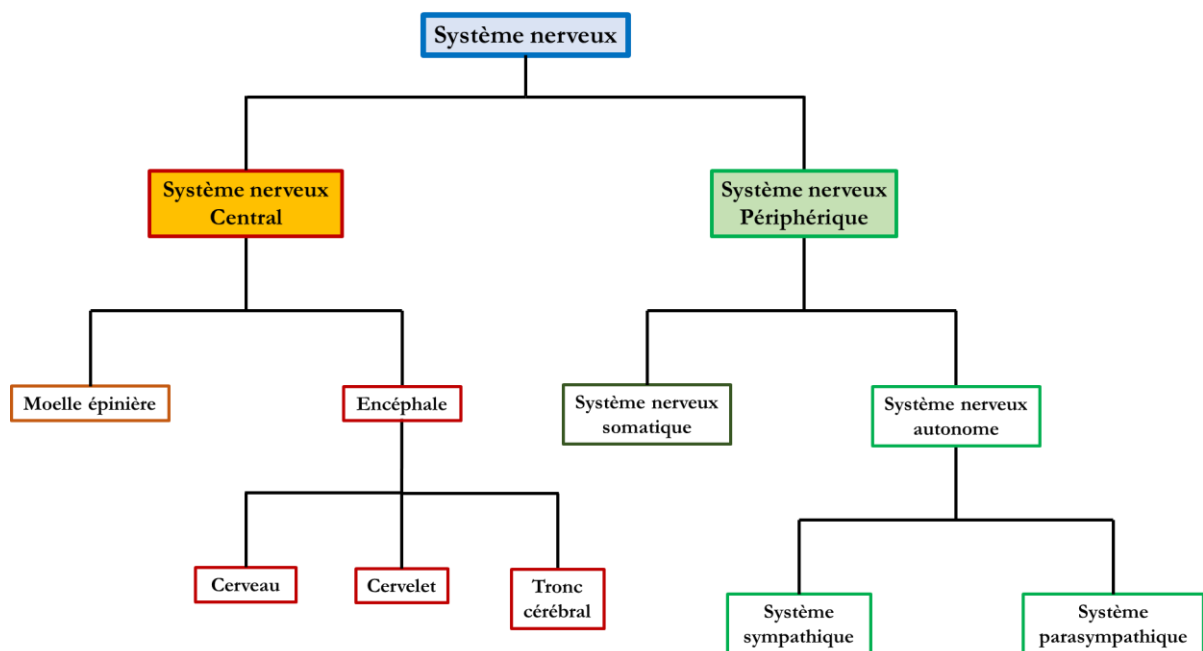 Système nerveux
Système nerveux
Central
Système nerveux
Périphérique
Moelle épinière
Encéphale
Système nerveux
somatique
Système nerveux
autonome
Cerveau
Cervelet
Tronc
cérébral
Système
sympathique
Système
parasympathique